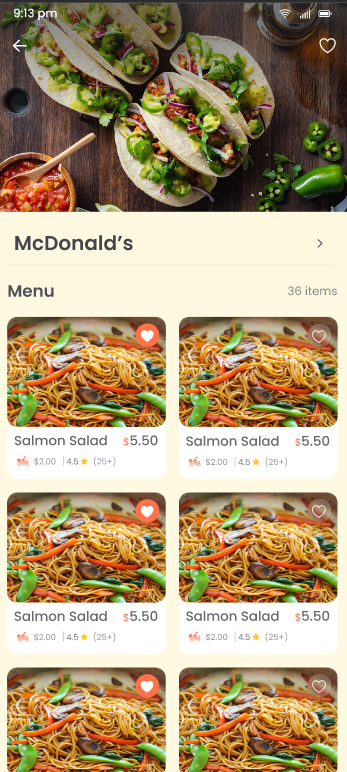 9:13 pm
McDonald's
Menu 36 items
Salmon Salad $5.50 Salmon Salad $5.50
$2.00 | 4.5 (25+) $2.00 | 4.5 (25+)
Salmon Salad $5.50 Salmon Salad $5.50
$2.00 | 4.5 (25+) $2.00 | 4.5 (25+)